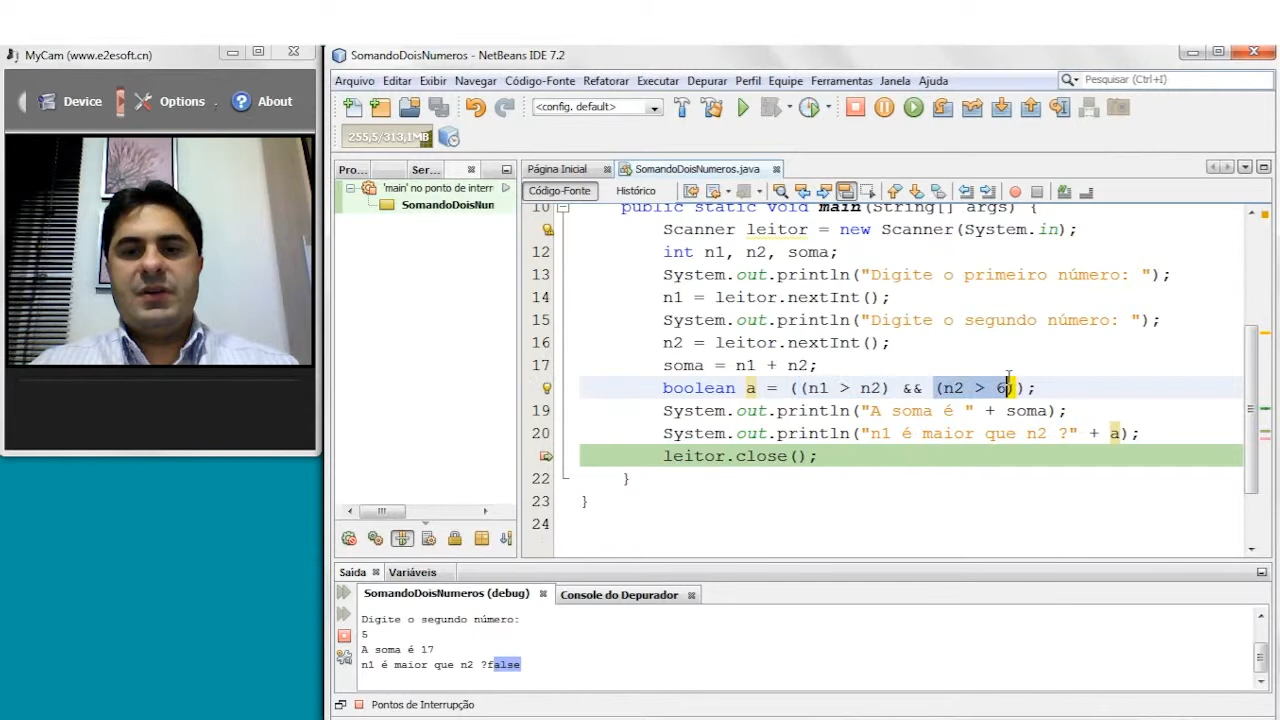 MyCam (www.e2esoft.cn)
Device Options About
SomandoDoisNumeros - NetBeans IDE 7.2
Arquivo Editar Exibir Navegar Código-Fonte Refatorar Executar Depurar Perfil Equipe Ferramentas Janela Ajuda
Pesquisar (Ctrl+I)
<config. default>
255,5/313,1MB
Pro... Ser...
'main' no ponto de interr
SomandoDoisNun
Página Inicial SomandoDoisNumeros.java
Código-Fonte Histórico
10 public static void main(String[] args) {
Scanner leitor = new Scanner(System.in);
12 int n1, n2, soma;
13 System.out.println("Digite o primeiro número: ");
14 n1 = leitor.nextInt();
15 System.out.println("Digite o segundo número: ");
16 n2 = leitor.nextInt();
17 soma = n1 + n2;
boolean a = ((n1 > n2) && (n2 > 6));
19 System.out.println("A soma é " + soma);
20 System.out.println("n1 é maior que n2 ?" + a);
leitor.close();
22 }
23 }
24
Saída Variáveis
SomandoDoisNumeros (debug) Console do Depurador
Digite o segundo número:
5
A soma é 17
n1 é maior que n2 ?false
Pontos de Interrupção